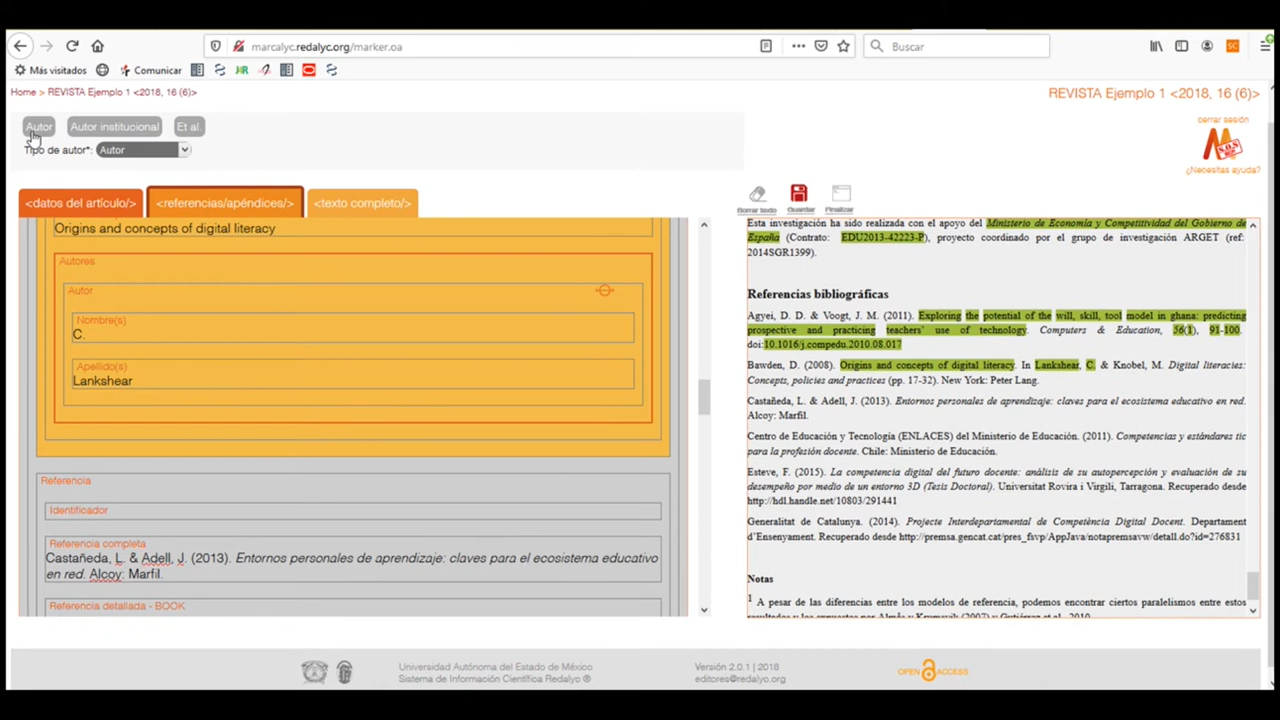 marcalyc.redalyc.org/marker.oa
Buscar
Más visitados
Comunicar
Home > REVISTA Ejemplo 1 <2018, 16 (6)>
REVISTA Ejemplo 1 <2018, 16 (6)>
Autor Autor institucional Et al.
Tipo de autor*: Autor
cerrar sesión
¿Necesitas ayuda?
<datos del artículo/> <referencias/apéndices/> <texto completo/>
Borrar texto Guardar Finalizar
Origins and concepts of digital literacy
Autores
Autor
Nombre(s)
C.
Apellido(s)
Lankshear
Referencia
Identificador
Referencia completa
Castañeda, L. & Adell, J. (2013). Entornos personales de aprendizaje: claves para el ecosistema educativo
en red. Alcoy: Marfil.
Referencia detallada - BOOK
Esta investigación ha sido realizada con el apoyo del Ministerio de Economía y Competitividad del Gobierno de
España (Contrato: EDU2013-42223-P), proyecto coordinado por el grupo de investigación ARGET (ref:
2014SGR1399).
Referencias bibliográficas
Agyei, D. D. & Voogt, J. M. (2011). Exploring the potential of the will, skill, tool model in ghana: predicting
prospective and practicing teachers' use of technology. Computers & Education, 56(1), 91-100.
doi:10.1016/j.compedu.2010.08.017
Bawden, D. (2008). Origins and concepts of digital literacy. In Lankshear, C. & Knobel, M. Digital literacies:
Concepts, policies and practices (pp. 17-32). New York: Peter Lang.
Castañeda, L. & Adell, J. (2013). Entornos personales de aprendizaje: claves para el ecosistema educativo en red.
Alcoy: Marfil.
Centro de Educación y Tecnología (ENLACES) del Ministerio de Educación. (2011). Competencias y estándares tic
para la profesión docente. Chile: Ministerio de Educación.
Esteve, F. (2015). La competencia digital del futuro docente: análisis de su autopercepción y evaluación de su
desempeño por medio de un entorno 3D (Tesis Doctoral). Universitat Rovira i Virgili, Tarragona. Recuperado desde
http://hdl.handle.net/10803/291441
Generalitat de Catalunya. (2014). Projecte Interdepartamental de Competència Digital Docent. Departament
d'Ensenyament. Recuperado desde http://premsa.gencat.cat/pres_fsvp/AppJava/notapremsavw/detall.do?id=276831
Notas
1 A pesar de las diferencias entre los modelos de referencia, podemos encontrar ciertos paralelismos entre estos
Universidad Autónoma del Estado de México
Sistema de Información Científica Redalyc ®
Versión 2.0.1 | 2018
editores@redalyc.org
OPEN ACCESS